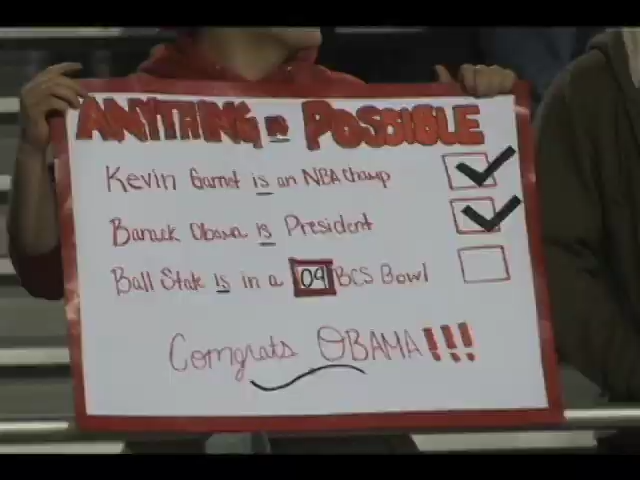 ANYTHING is POSSIBLE
Kevin Garnet is an NBA champ
Barack Obama is President
Ball State is in a 09 BCS Bowl
Congrats OBAMA!!!